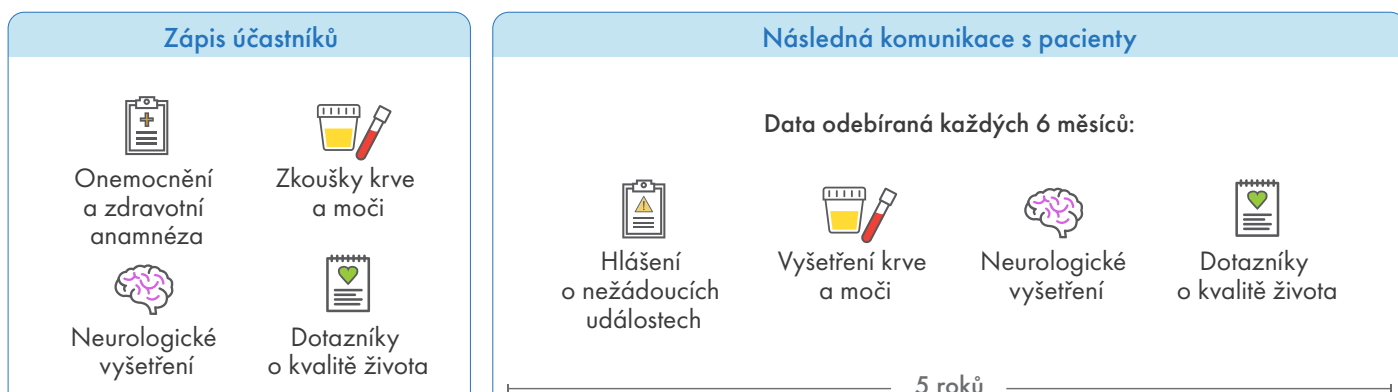 Zápis účastníků
Onemocnění
a zdravotní
anamnéza
Zkoušky krve
a moči
Neurologické
vyšetření
Dotazníky
o kvalitě života
Následná komunikace s pacienty
Data odebíraná každých 6 měsíců:
Hlášení
o nežádoucích
událostech
Vyšetření krve
a moči
Neurologické
vyšetření
Dotazníky
o kvalitě života
5 roků